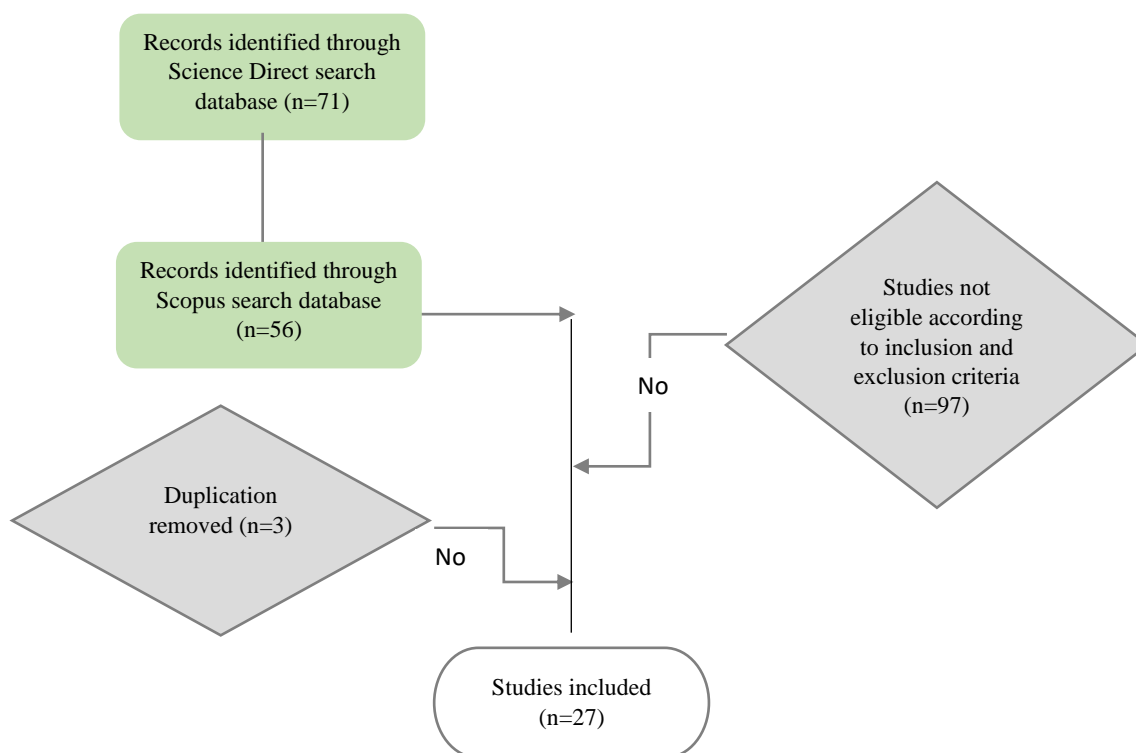 Records identified through
Science Direct search
database (n=71)
Records identified through
Scopus search database
(n=56)
Studies not
eligible according
to inclusion and
exclusion criteria
(n=97)
No
Duplication
removed (n=3)
No
Studies included
(n=27)